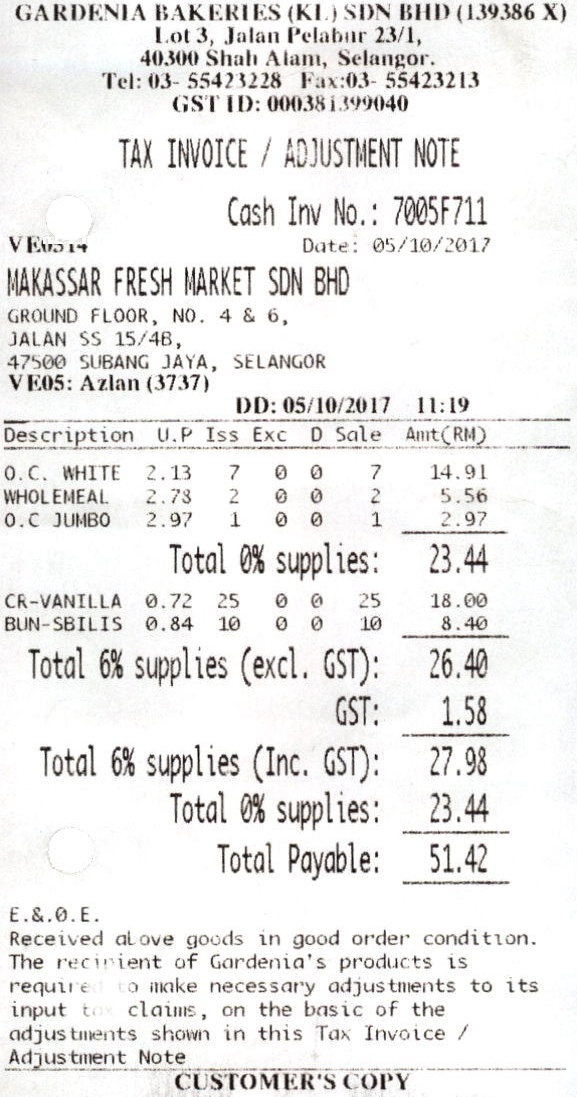 GARDENIA BAKERIES (KL) SDN BHD (139386 X)
Lot 3, Jalan Pelabur 23/1,
40300 Shah Alam, Selangor.
Tel: 03- 55423228 Fax:03- 55423213
GST ID: 000381399040
TAX INVOICE / ADJUSTMENT NOTE
Cash Inv No.: 7005F711
VE0514 Date: 05/10/2017
MAKASSAR FRESH MARKET SDN BHD
GROUND FLOOR, NO. 4 & 6,
JALAN SS 15/4B,
47500 SUBANG JAYA, SELANGOR
VE05: Azlan (3737)
DD: 05/10/2017 11:19
Description U.P Iss Exc D Sale Amt(RM)
O.C. WHITE 2.13 7 0 0 7 14.91
WHOLEMEAL 2.78 2 0 0 2 5.56
O.C JUMBO 2.97 1 0 0 1 2.97
Total 0% supplies: 23.44
CR-VANILLA 0.72 25 0 0 25 18.00
BUN-SBILIS 0.84 10 0 0 10 8.40
Total 6% supplies (excl. GST): 26.40
GST: 1.58
Total 6% supplies (Inc. GST): 27.98
Total 0% supplies: 23.44
Total Payable: 51.42
E.&.O.E.
Received above goods in good order condition.
The recipient of Gardenia's products is
required to make necessary adjustments to its
input tax claims, on the basic of the
adjustments shown in this Tax Invoice /
Adjustment Note
CUSTOMER'S COPY